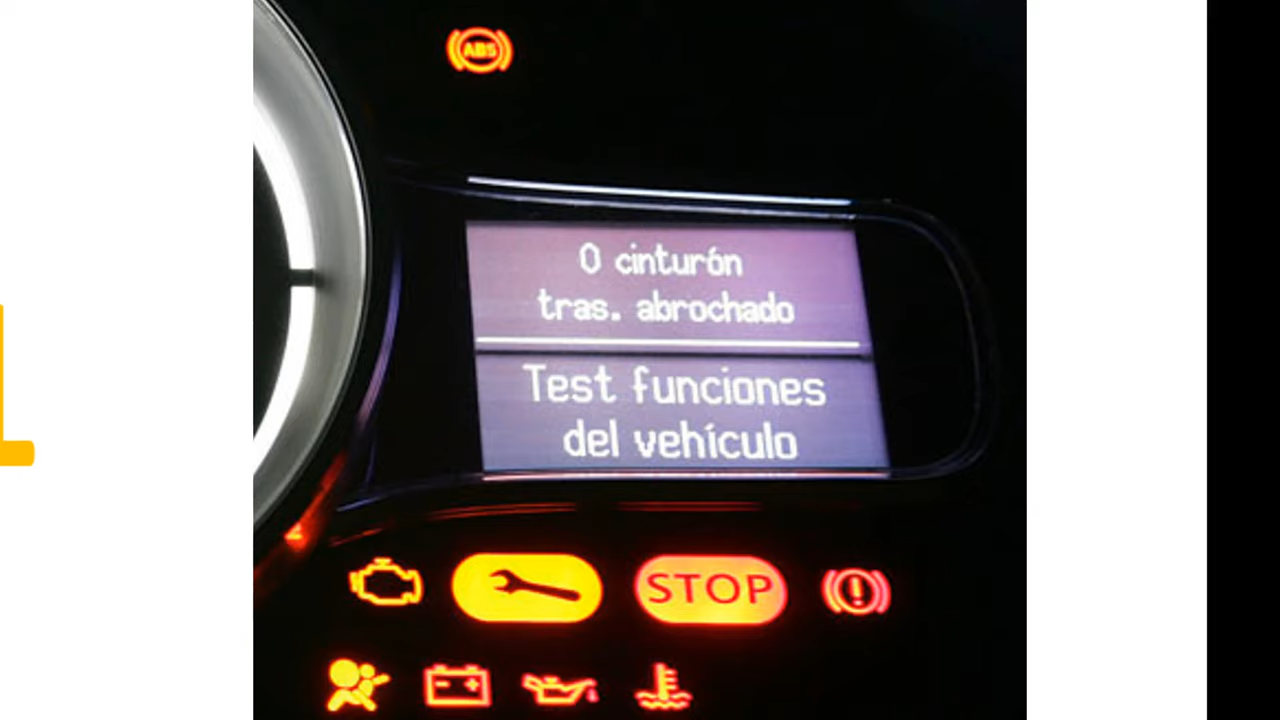 ABS
0 cinturón
tras. abrochado
Test funciones
del vehículo
STOP